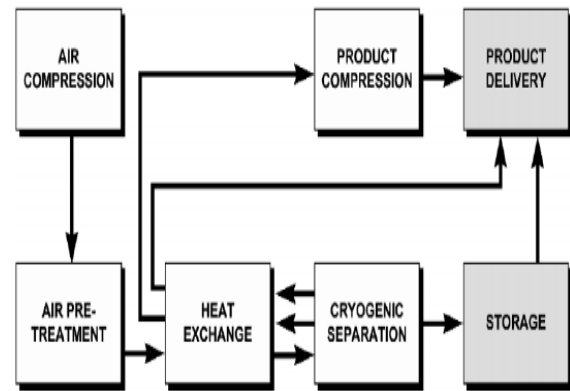 AIR
COMPRESSION
PRODUCT
COMPRESSION
PRODUCT
DELIVERY
AIR PRE-
TREATMENT
HEAT
EXCHANGE
CRYOGENIC
SEPARATION
STORAGE